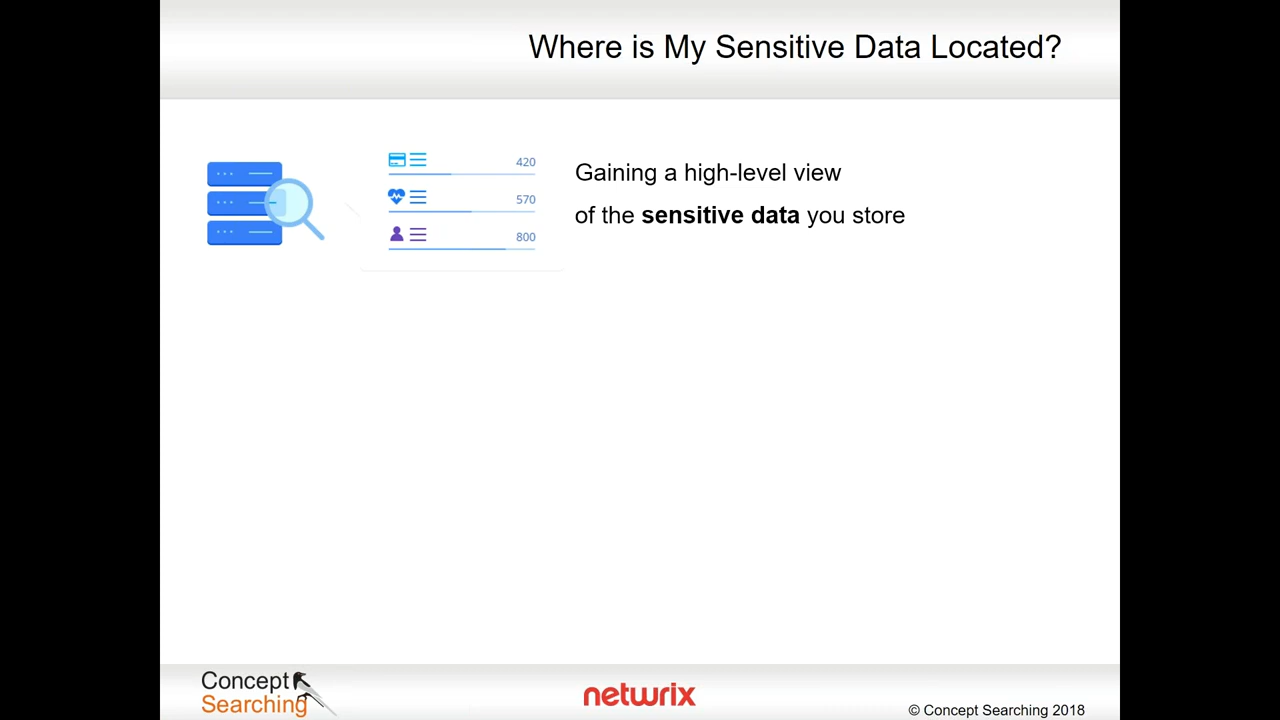 Where is My Sensitive Data Located?
420
570
800
Gaining a high-level view
of the sensitive data you store
Concept
Searching
netwrix
© Concept Searching 2018